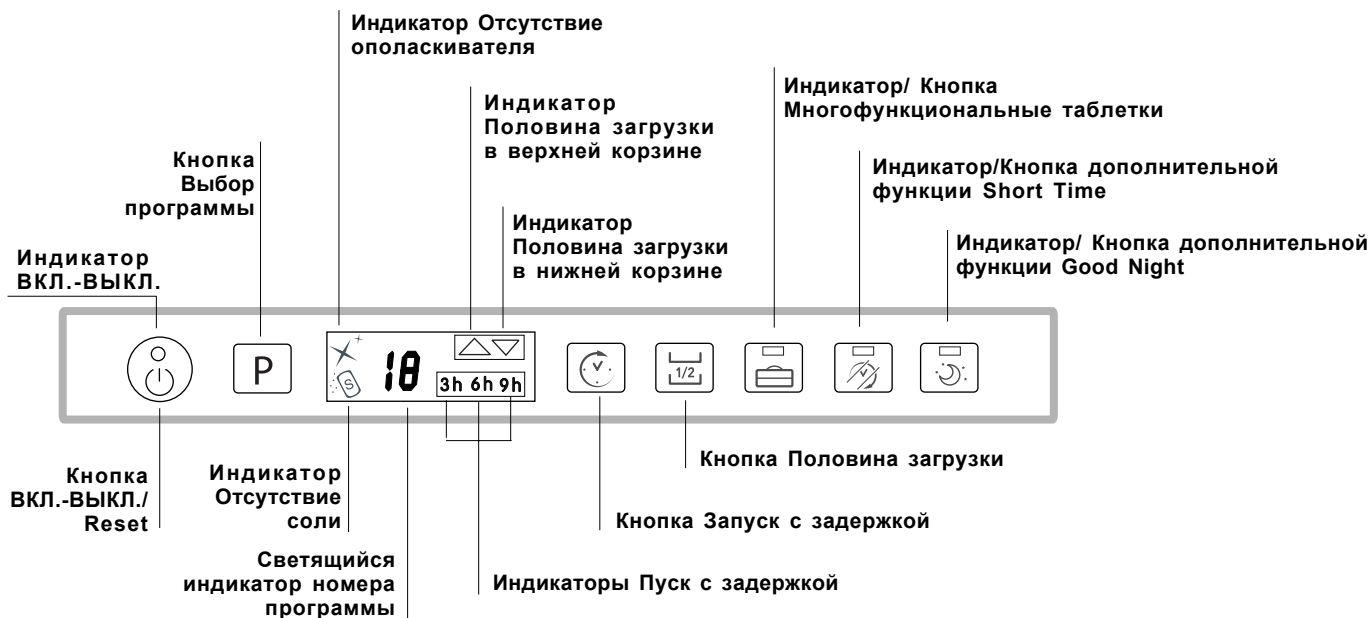 Индикатор Отсутствие
ополаскивателя
Индикатор
Половина загрузки
в верхней корзине
Индикатор/ Кнопка
Многофункциональные таблетки
Кнопка
Выбор
программы
Индикатор/Кнопка дополнительной
функции Short Time
Индикатор
Половина загрузки
в нижней корзине
Индикатор/ Кнопка дополнительной
функции Good Night
Индикатор
ВКЛ.-ВЫКЛ.
P
S
18
3h 6h 9h
1/2
Кнопка
ВКЛ.-ВЫКЛ./
Reset
Индикатор
Отсутствие
соли
Кнопка Половина загрузки
Кнопка Запуск с задержкой
Светящийся
индикатор номера
программы
Индикаторы Пуск с задержкой